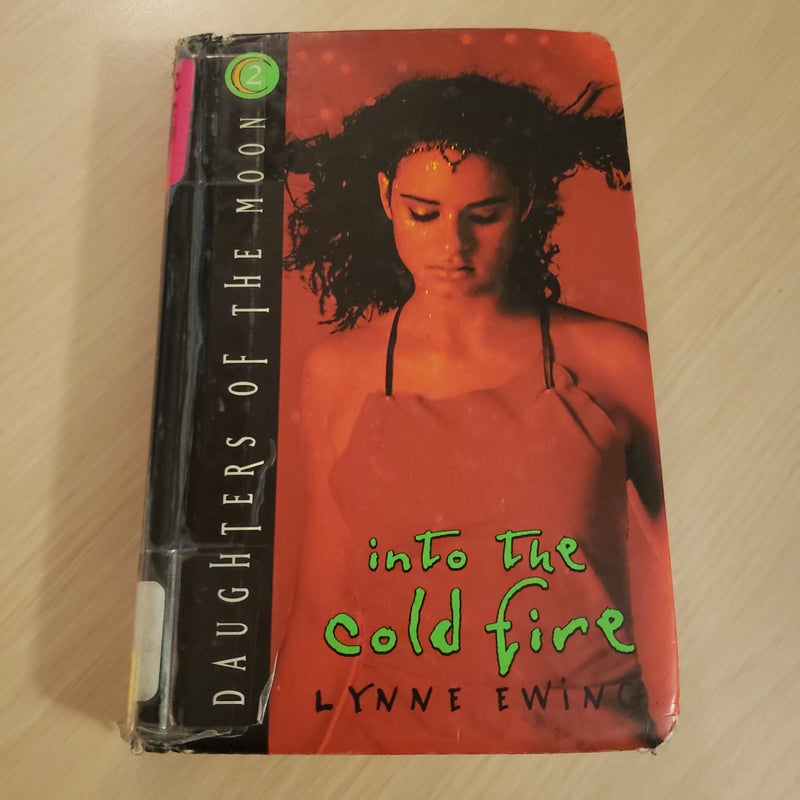 2
DAUGHTERS OF THE MOON
into the
cold fire
LYNNE EWING